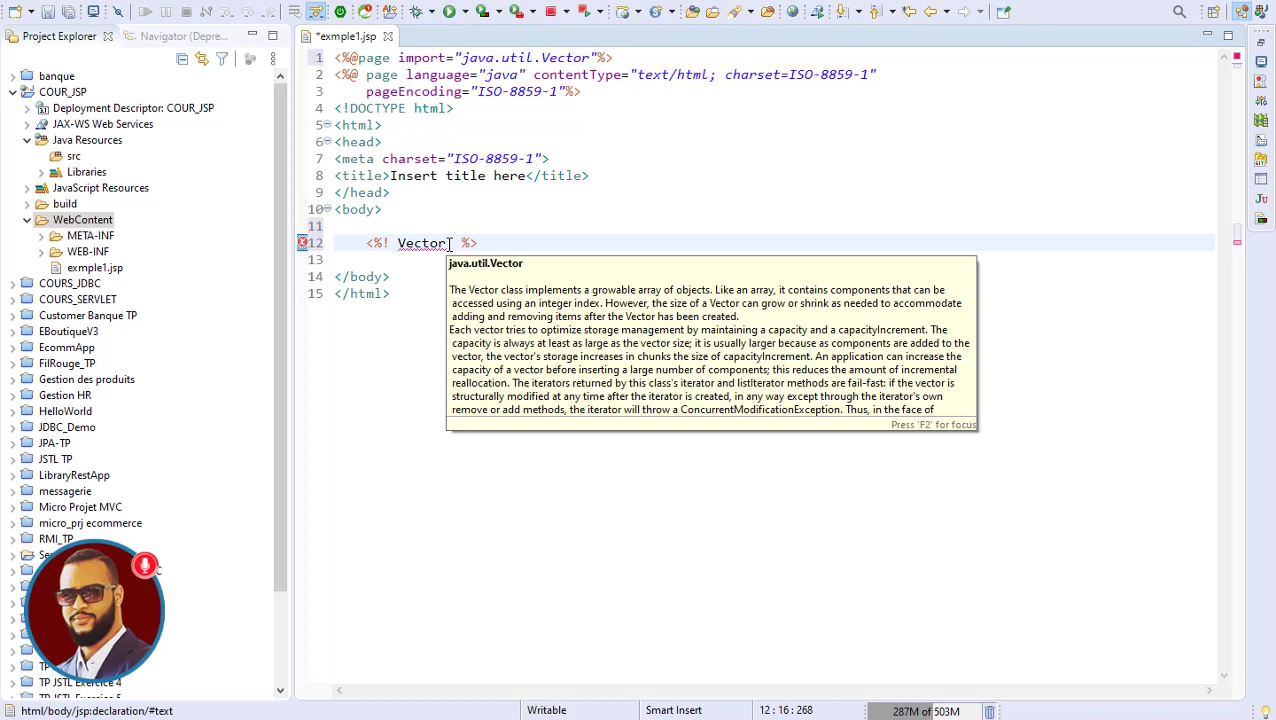 Project Explorer
Navigator (Depre...
*exmple1.jsp
banque
COUR_JSP
Deployment Descriptor: COUR_JSP
JAX-WS Web Services
Java Resources
src
Libraries
JavaScript Resources
build
WebContent
META-INF
WEB-INF
exmple1.jsp
COURS_JDBC
COURS_SERVLET
Customer Banque TP
EBoutiqueV3
EcommApp
FilRouge_TP
Gestion des produits
Gestion HR
HelloWorld
JDBC_Demo
JPA-TP
JSTL TP
LibraryRestApp
messagerie
Micro Projet MVC
micro_prj ecommerce
RMI_TP
TP JSTL Exercice 4
1 <%@page import="java.util.Vector"%>
2 <%@ page language="java" contentType="text/html; charset=ISO-8859-1"
3 pageEncoding="ISO-8859-1"%>
4 <!DOCTYPE html>
5 <html>
6 <head>
7 <meta charset="ISO-8859-1">
8 <title>Insert title here</title>
9 </head>
10 <body>
11
12 <%! Vector %>
13
14 </body>
15 </html>
java.util.Vector
The Vector class implements a growable array of objects. Like an array, it contains components that can be
accessed using an integer index. However, the size of a Vector can grow or shrink as needed to accommodate
adding and removing items after the Vector has been created.
Each vector tries to optimize storage management by maintaining a capacity and a capacityIncrement. The
capacity is always at least as large as the vector size; it is usually larger because as components are added to the
vector, the vector's storage increases in chunks the size of capacityIncrement. An application can increase the
capacity of a vector before inserting a large number of components; this reduces the amount of incremental
reallocation. The iterators returned by this class's iterator and listIterator methods are fail-fast: if the vector is
structurally modified at any time after the iterator is created, in any way except through the iterator's own
remove or add methods, the iterator will throw a ConcurrentModificationException. Thus, in the face of
Press 'F2' for focus
html/body/jsp:declaration/#text
Writable
Smart Insert
12 : 16 : 268
287M of 503M